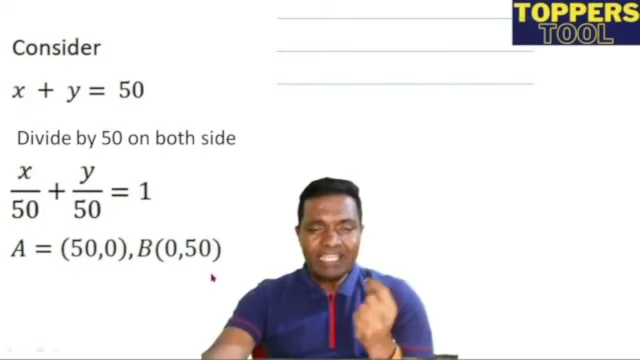 TOPPERS
TOOL
Consider
x + y = 50
Divide by 50 on both side
x/50 + y/50 = 1
A = (50,0), B(0,50)